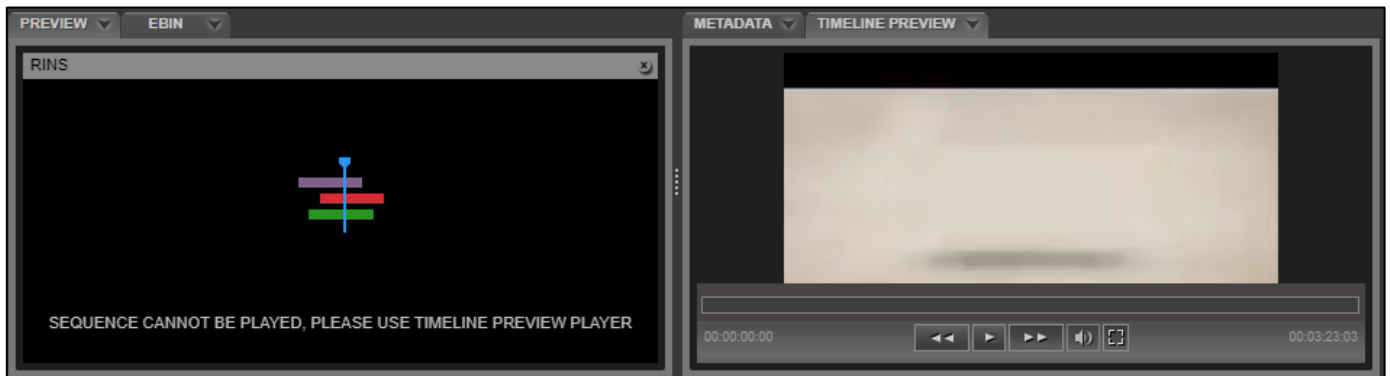 PREVIEW
EBIN
RINS
SEQUENCE CANNOT BE PLAYED, PLEASE USE TIMELINE PREVIEW PLAYER
METADATA
TIMELINE PREVIEW
00:00:00:00
00:03:23:03